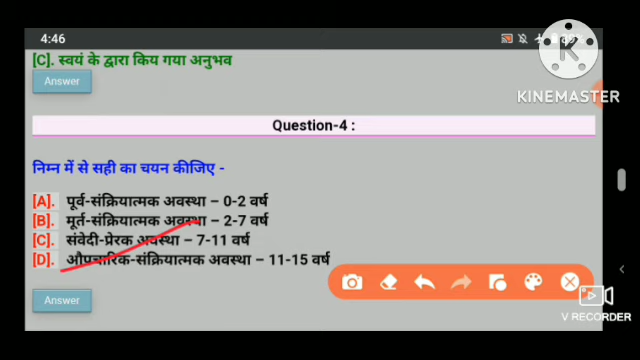 4:46
[C]. स्वयं के द्वारा किय गया अनुभव
Answer
KINEMASTER
Question-4 :
निम्न में से सही का चयन कीजिए -
[A]. पूर्व-संक्रियात्मक अवस्था – 0-2 वर्ष
[B]. मूर्त-संक्रियात्मक अवस्था – 2-7 वर्ष
[C]. संवेदी-प्रेरक अवस्था – 7-11 वर्ष
[D]. औपचारिक-संक्रियात्मक अवस्था – 11-15 वर्ष
Answer
V RECORDER